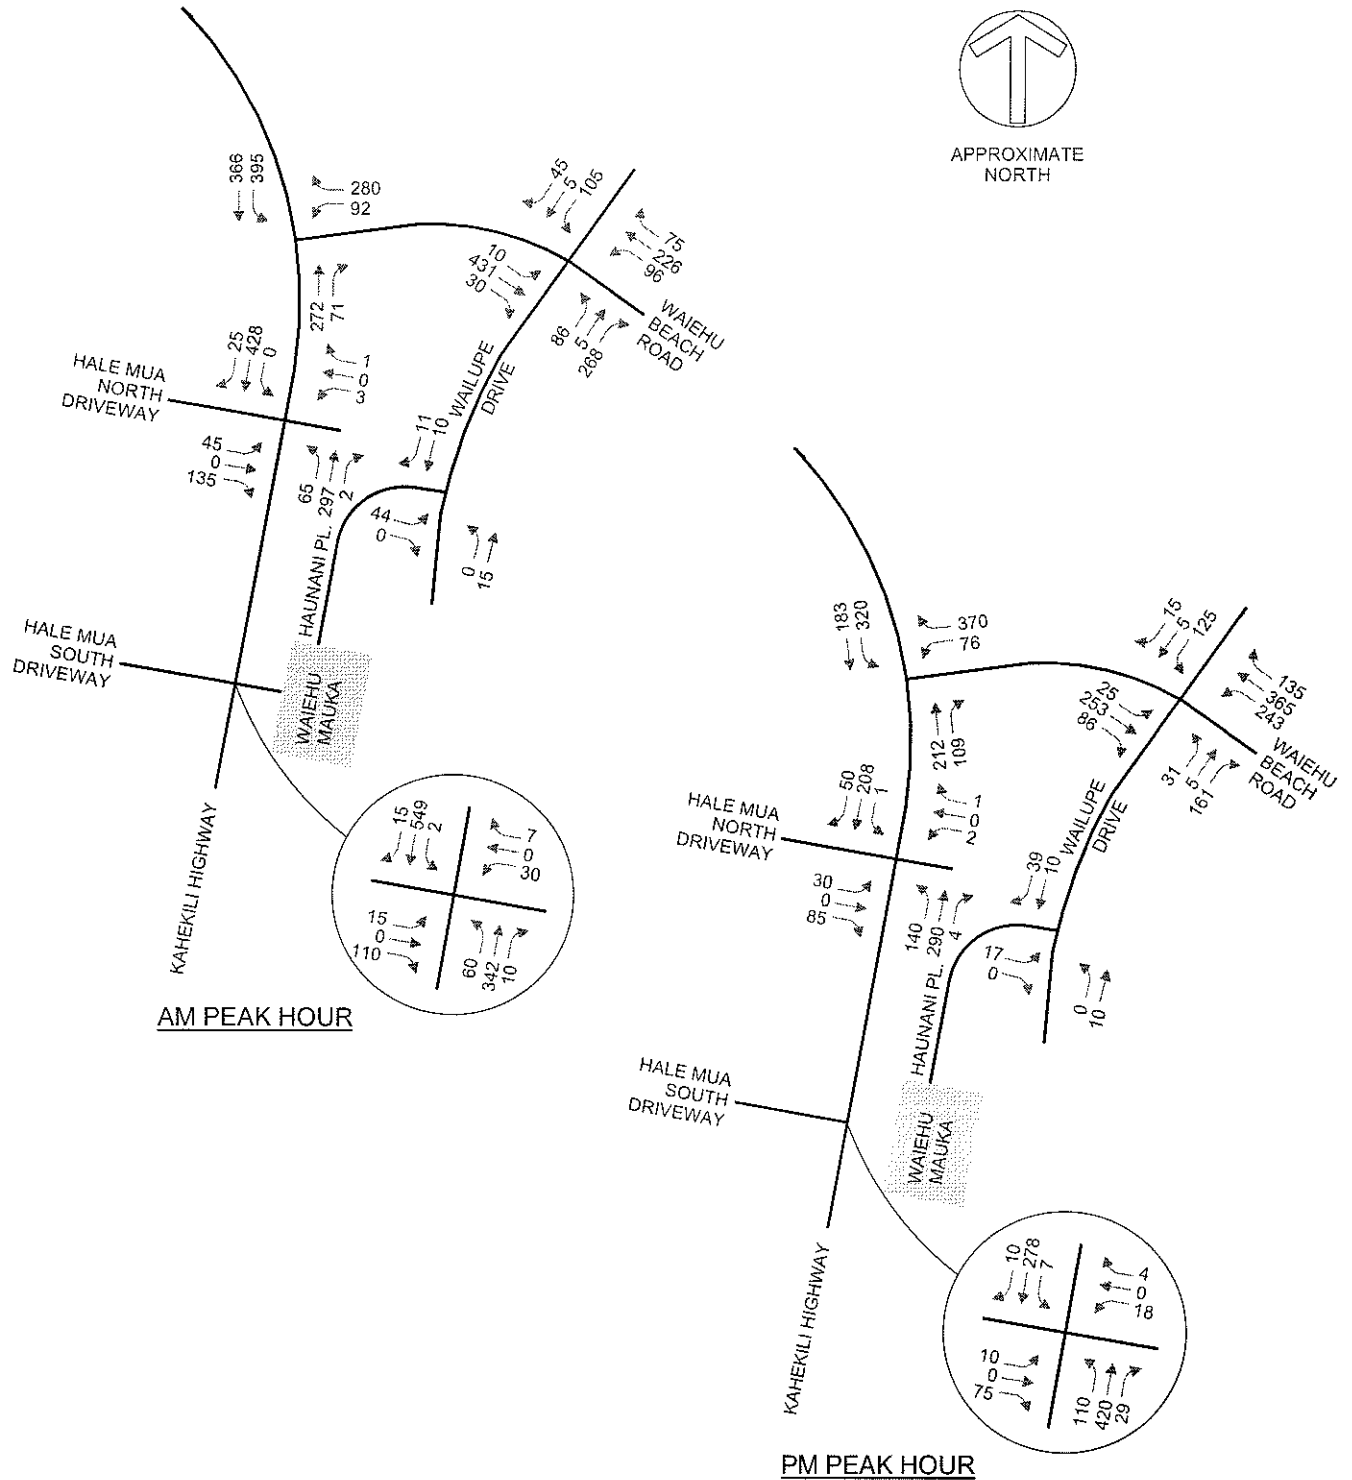 APPROXIMATE
NORTH
366
395
280
92
45
5
105
75
226
96
10
431
30
86
5
268
WAIEHU
BEACH
ROAD
272
71
HALE MUA
NORTH
DRIVEWAY
25
428
0
1
0
3
45
0
135
65
297
2
WAILUPE
DRIVE
11
10
44
0
0
15
HAUNANI PL.
HALE MUA
SOUTH
DRIVEWAY
WAIEHU
MAUKA
KAHEKILI HIGHWAY
15
549
2
7
0
30
15
0
110
60
342
10
AM PEAK HOUR
183
320
370
76
15
5
125
135
365
243
25
253
86
31
5
161
WAIEHU
BEACH
ROAD
212
109
HALE MUA
NORTH
DRIVEWAY
50
208
1
1
0
2
30
0
85
140
290
4
WAILUPE
DRIVE
39
10
17
0
0
10
HAUNANI PL.
HALE MUA
SOUTH
DRIVEWAY
WAIEHU
MAUKA
KAHEKILI HIGHWAY
10
278
7
4
0
18
10
0
75
110
420
29
PM PEAK HOUR